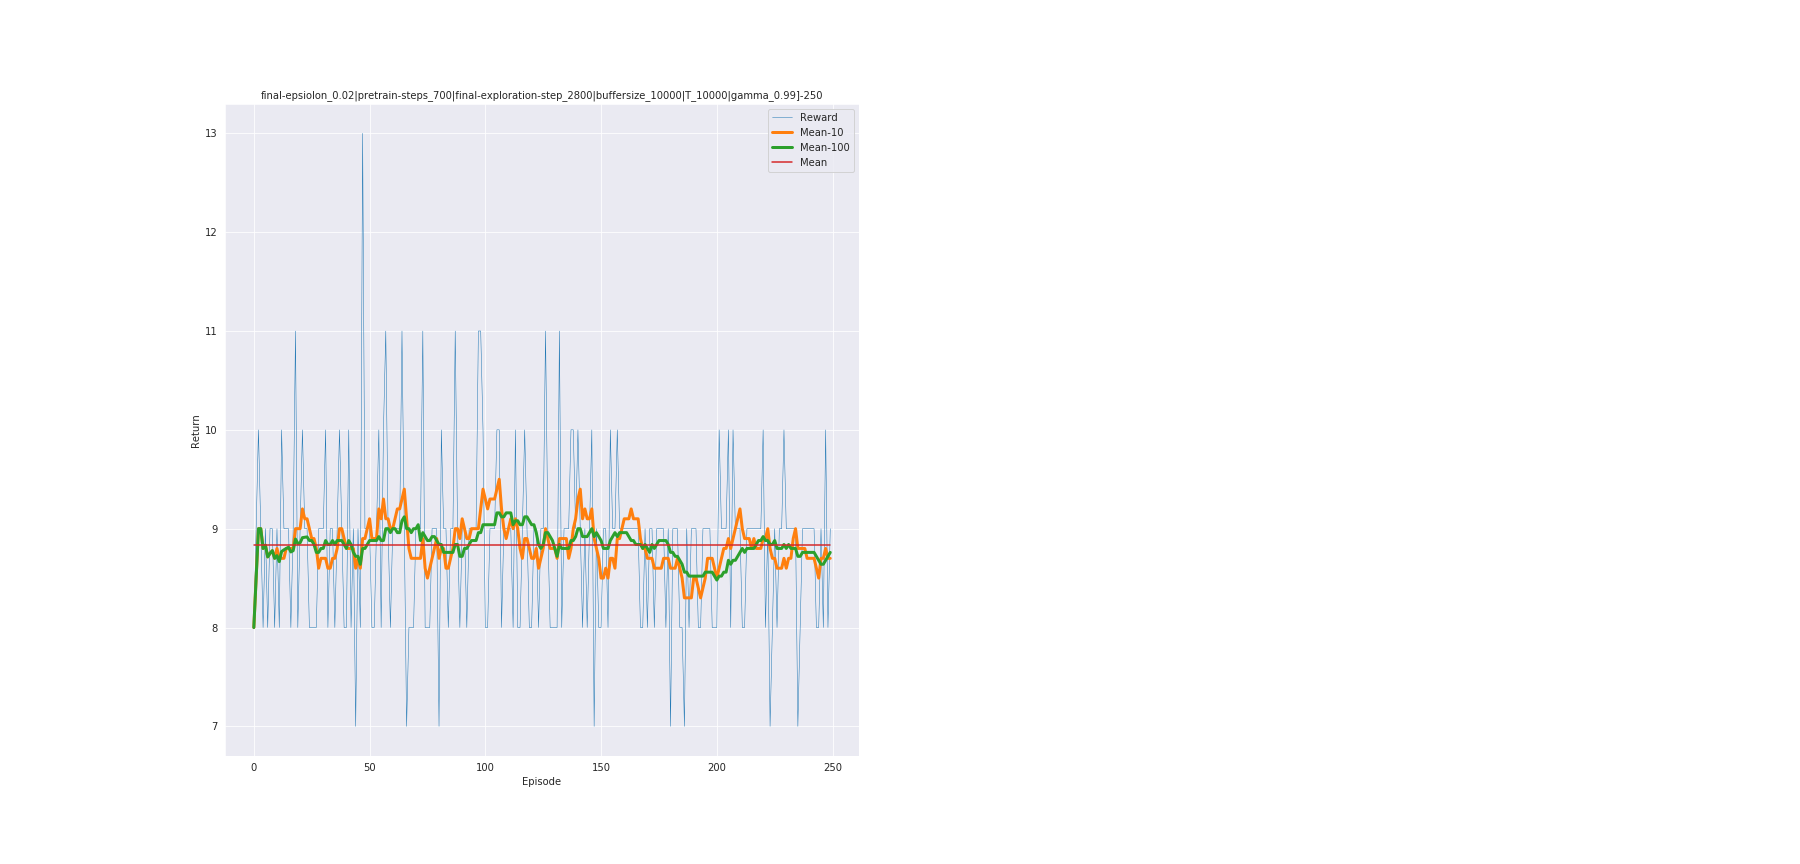 final-epsiolon_0.02|pretrain-steps_700|final-exploration-step_2800|buffersize_10000|T_10000|gamma_0.99]-250
Reward
Mean-10
Mean-100
Mean
13
12
11
10
9
8
7
Return
0 50 100 150 200 250
Episode